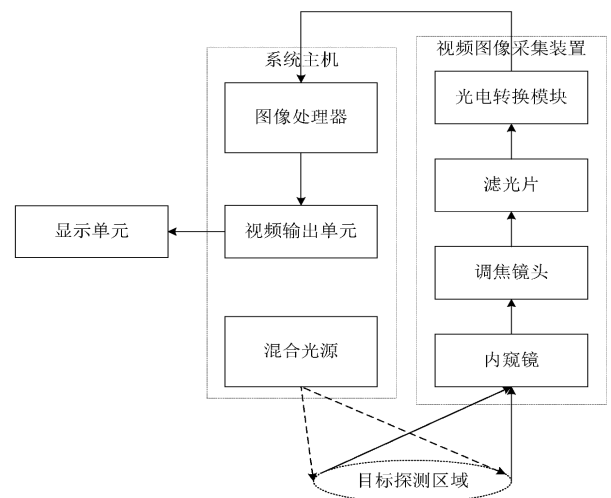 视频图像采集装置
系统主机
光电转换模块
图像处理器
滤光片
显示单元
视频输出单元
调焦镜头
混合光源
内窥镜
目标探测区域